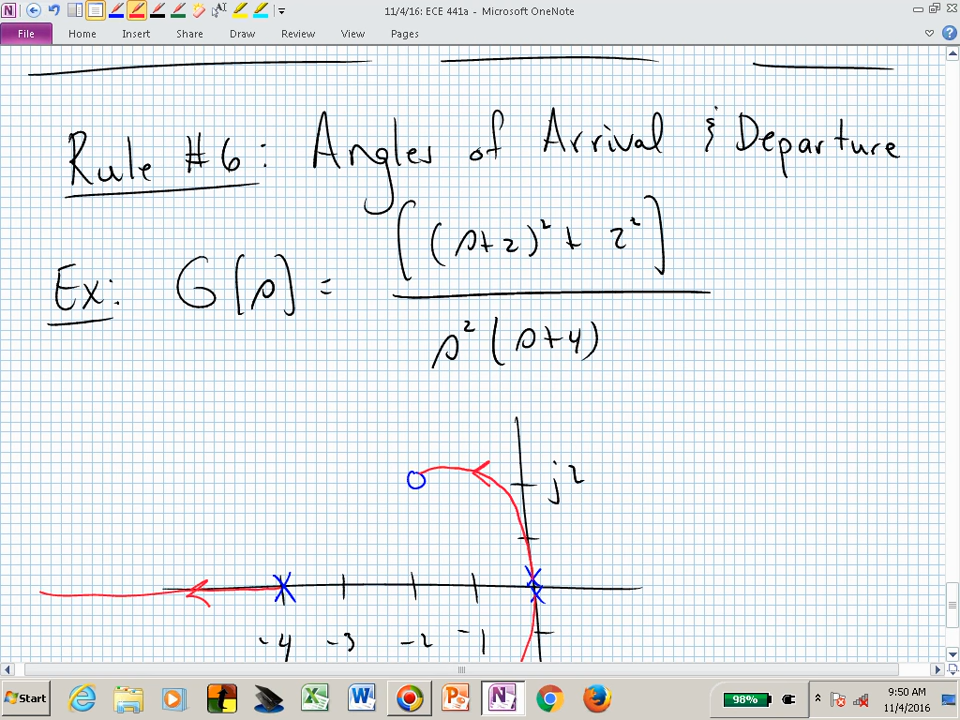 11/4/16: ECE 441a - Microsoft OneNote
File Home Insert Share Draw Review View Pages
Rule #6: Angles of Arrival & Departure
[(s+2)² + 2²]
Ex: G[s] =
s²(s+4)
j2
-4 -3 -2 -1
Start
98%
9:50 AM
11/4/2016